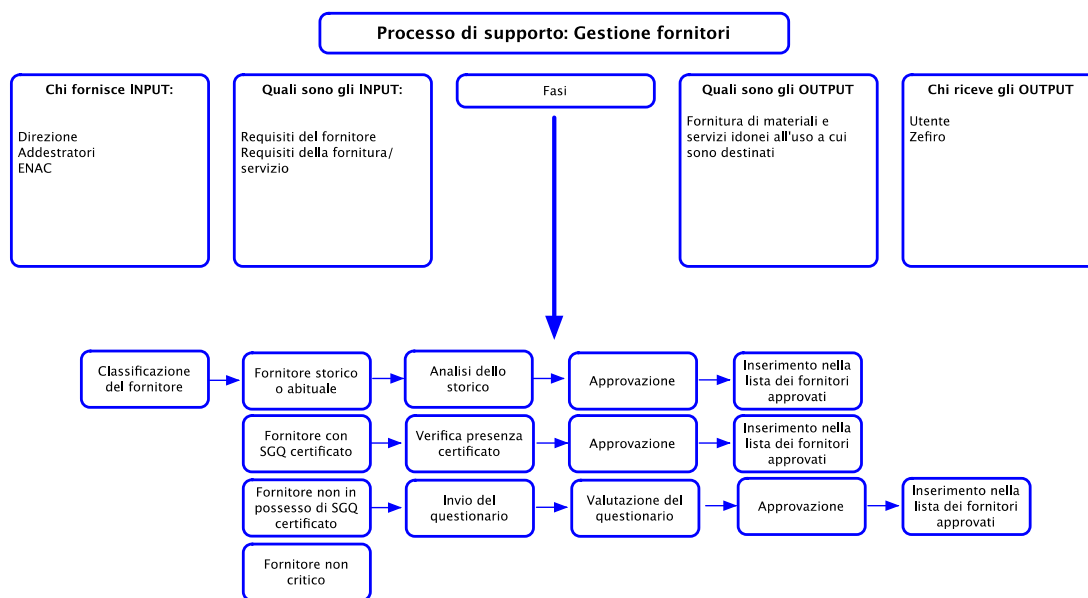 Processo di supporto: Gestione fornitori
Chi fornisce INPUT:
Direzione
Addestratori
ENAC
Quali sono gli INPUT:
Requisiti del fornitore
Requisiti della fornitura/
servizio
Fasi
Quali sono gli OUTPUT
Fornitura di materiali e
servizi idonei all'uso a cui
sono destinati
Chi riceve gli OUTPUT
Utente
Zefiro
Classificazione
del fornitore
Fornitore storico
o abituale
Analisi dello
storico
Approvazione
Inserimento nella
lista dei fornitori
approvati
Fornitore con
SGQ certificato
Verifica presenza
certificato
Approvazione
Inserimento nella
lista dei fornitori
approvati
Fornitore non in
possesso di SGQ
certificato
Invio del
questionario
Valutazione del
questionario
Approvazione
Inserimento nella
lista dei fornitori
approvati
Fornitore non
critico